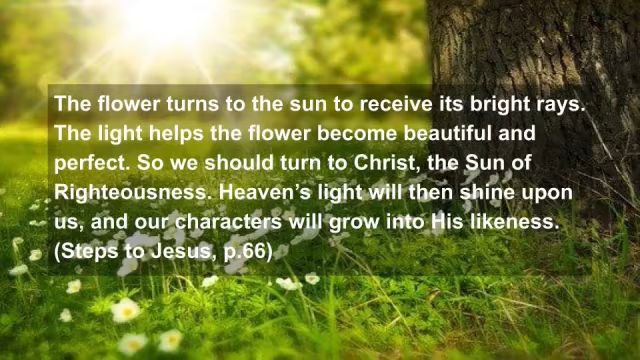 The flower turns to the sun to receive its bright rays.
The light helps the flower become beautiful and
perfect. So we should turn to Christ, the Sun of
Righteousness. Heaven’s light will then shine upon
us, and our characters will grow into His likeness.
(Steps to Jesus, p.66)